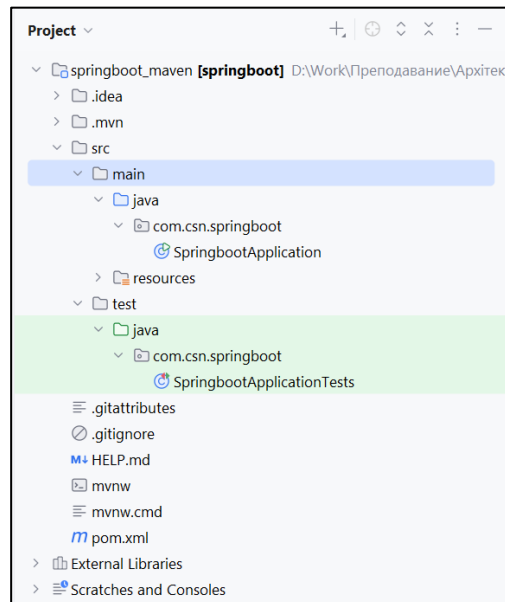 Project
springboot_maven [springboot] D:\Work\Преподавание\Архітек
.idea
.mvn
src
main
java
com.csn.springboot
SpringbootApplication
resources
test
java
com.csn.springboot
SpringbootApplicationTests
.gitattributes
.gitignore
M↓ HELP.md
mvnw
mvnw.cmd
m pom.xml
External Libraries
Scratches and Consoles